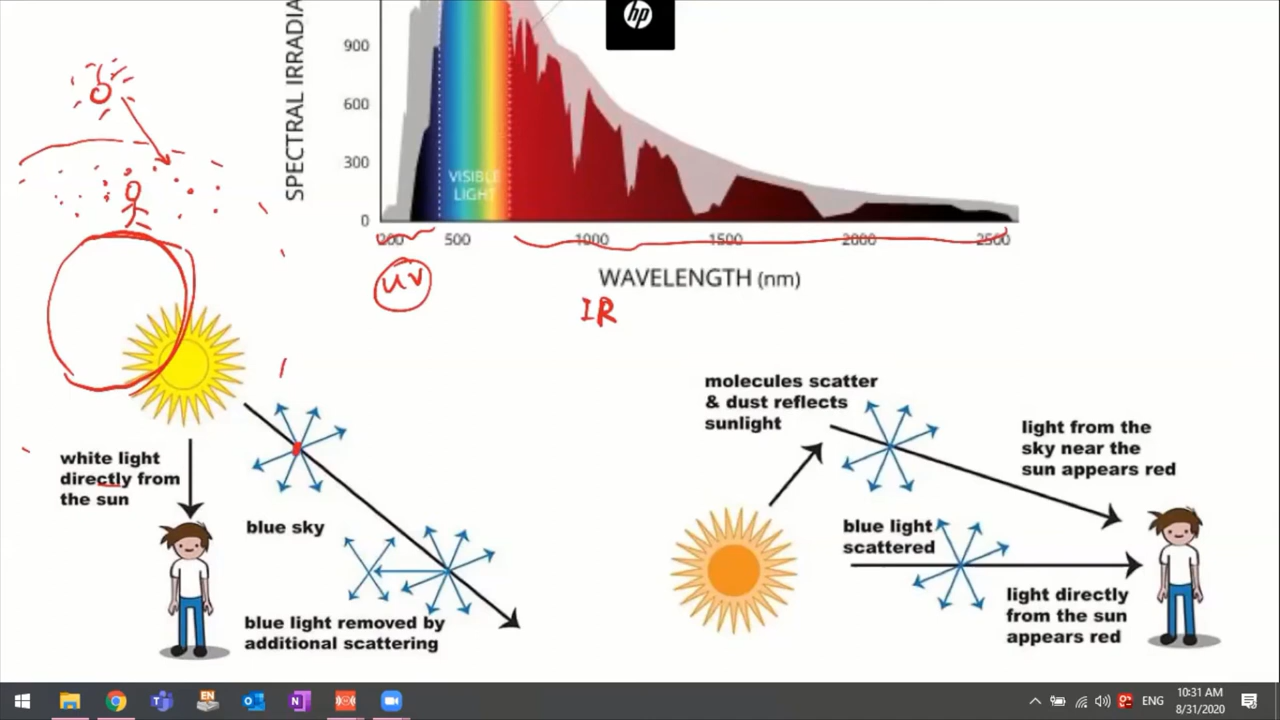 hp
SPECTRAL IRRADIA
900
600
300
0
VISIBLE
LIGHT
200 500 1000 1500 2000 2500
WAVELENGTH (nm)
UV
IR
white light
directly from
the sun
blue sky
blue light removed by
additional scattering
molecules scatter
& dust reflects
sunlight
light from the
sky near the
sun appears red
blue light
scattered
light directly
from the sun
appears red
EN
ENG
10:31 AM
8/31/2020